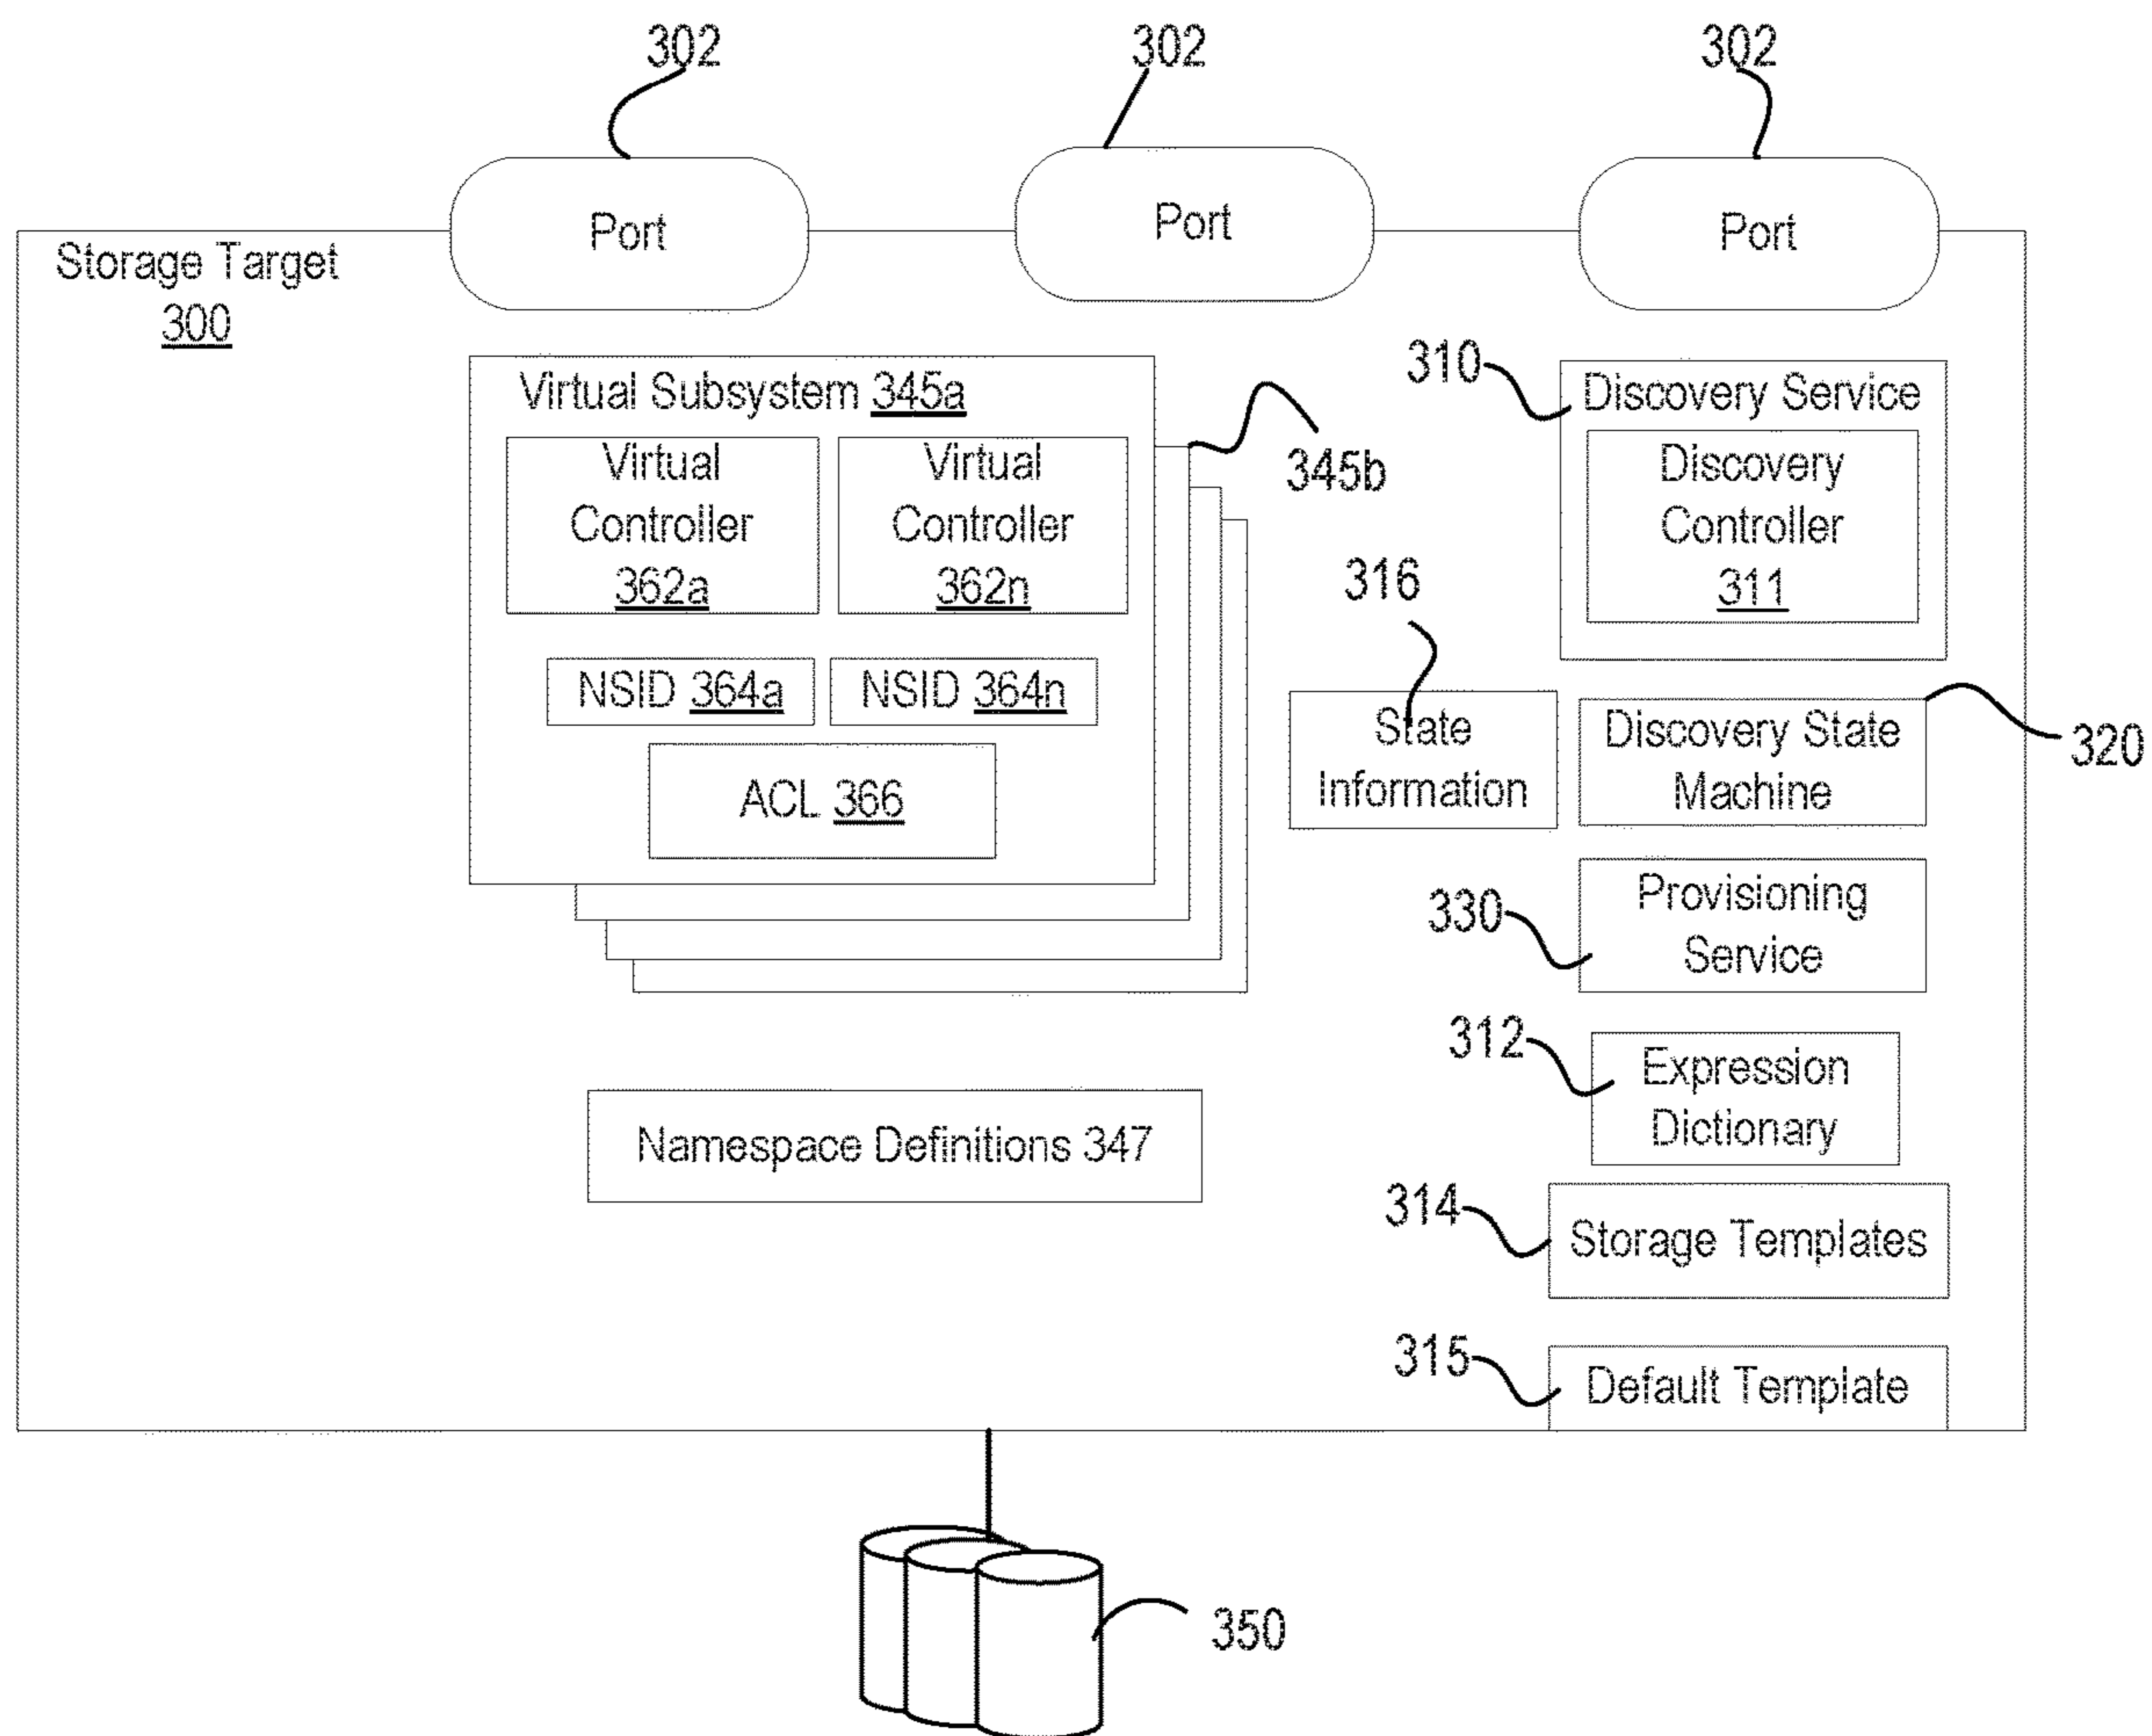 302
302
302
Port
Port
Port
Storage Target
300
Virtual Subsystem 345a
Virtual
Controller
362a
Virtual
Controller
362n
NSID 364a
NSID 364n
ACL 366
345b
310
Discovery Service
Discovery
Controller
311
316
State
Information
Discovery State
Machine
320
330
Provisioning
Service
312
Expression
Dictionary
Namespace Definitions 347
314
Storage Templates
315
Default Template
350